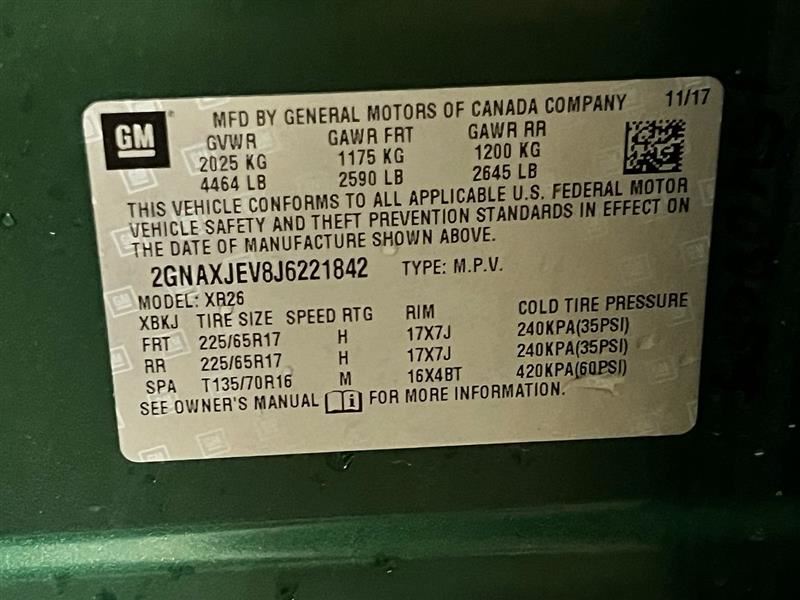 GM
MFD BY GENERAL MOTORS OF CANADA COMPANY 11/17
GVWR GAWR FRT GAWR RR
2025 KG 1175 KG 1200 KG
4464 LB 2590 LB 2645 LB
THIS VEHICLE CONFORMS TO ALL APPLICABLE U.S. FEDERAL MOTOR
VEHICLE SAFETY AND THEFT PREVENTION STANDARDS IN EFFECT ON
THE DATE OF MANUFACTURE SHOWN ABOVE.
2GNAXJEV8J6221842 TYPE: M.P.V.
MODEL: XR26
XBKJ TIRE SIZE SPEED RTG RIM COLD TIRE PRESSURE
FRT 225/65R17 H 17X7J 240KPA(35PSI)
RR 225/65R17 H 17X7J 240KPA(35PSI)
SPA T135/70R16 M 16X4BT 420KPA(60PSI)
SEE OWNER'S MANUAL FOR MORE INFORMATION.